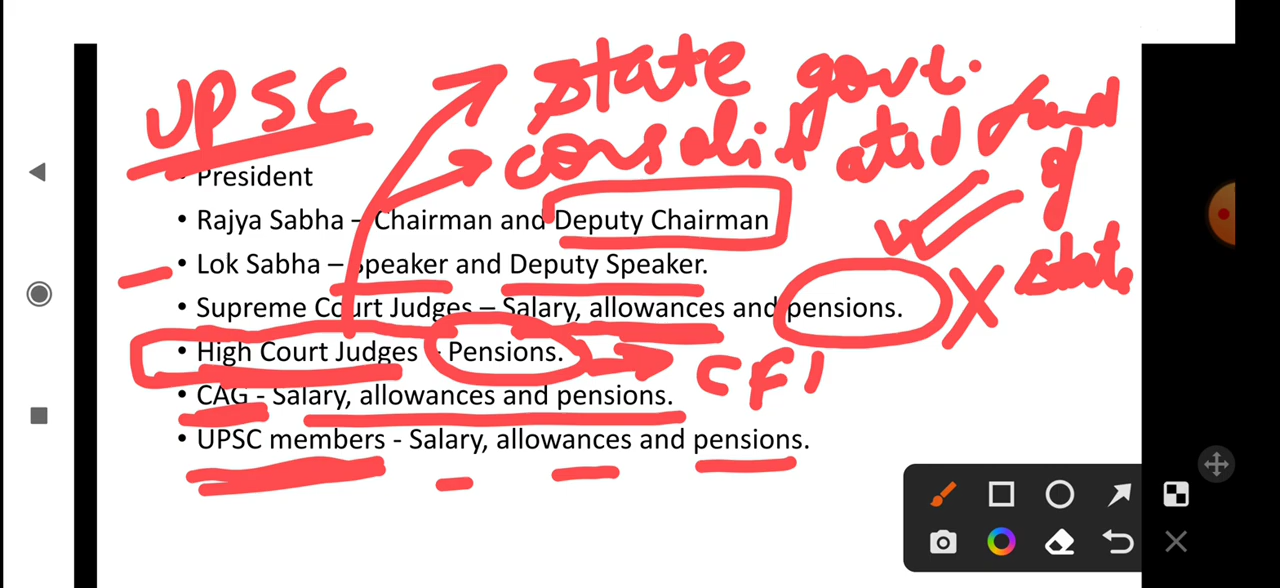 UPSC
state govt.
consolidated fund
of
state
• President
• Rajya Sabha – Chairman and Deputy Chairman
• Lok Sabha – Speaker and Deputy Speaker.
• Supreme Court Judges – Salary, allowances and pensions.
• High Court Judges - Pensions.
CFI
• CAG - Salary, allowances and pensions.
• UPSC members - Salary, allowances and pensions.